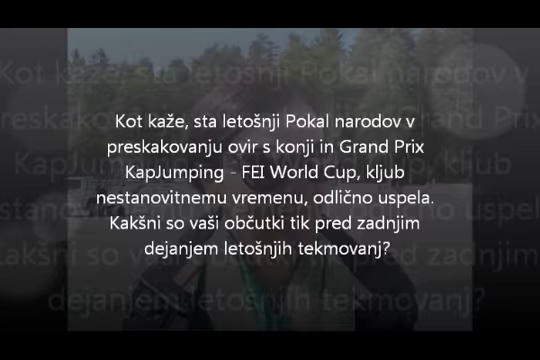 Kot kaže, sta letošnji Pokal narodov v
preskakovanju ovir s konji in Grand Prix
KapJumping - FEI World Cup, kljub
nestanovitnemu vremenu, odlično uspela.
Kakšni so vaši občutki tik pred zadnjim
dejanjem letošnjih tekmovanj?